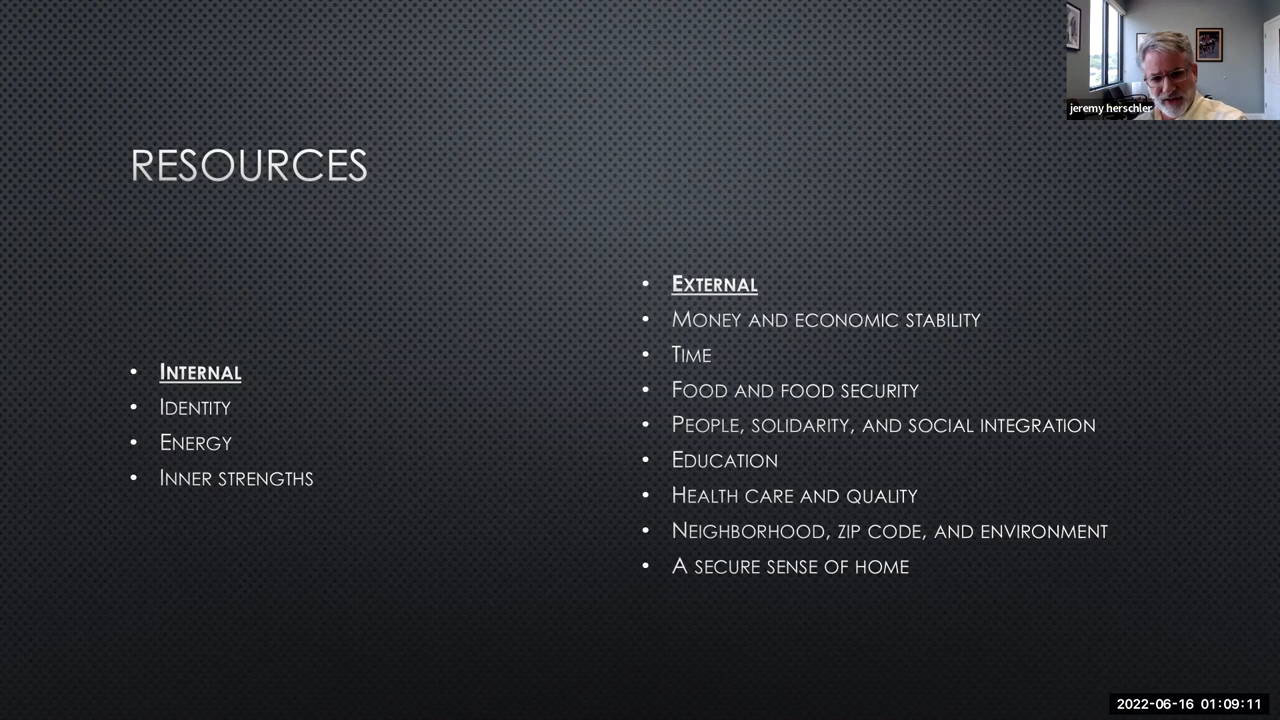 jeremy herschler
RESOURCES
• INTERNAL
• IDENTITY
• ENERGY
• INNER STRENGTHS
• EXTERNAL
• MONEY AND ECONOMIC STABILITY
• TIME
• FOOD AND FOOD SECURITY
• PEOPLE, SOLIDARITY, AND SOCIAL INTEGRATION
• EDUCATION
• HEALTH CARE AND QUALITY
• NEIGHBORHOOD, ZIP CODE, AND ENVIRONMENT
• A SECURE SENSE OF HOME
2022-06-16 01:09:11